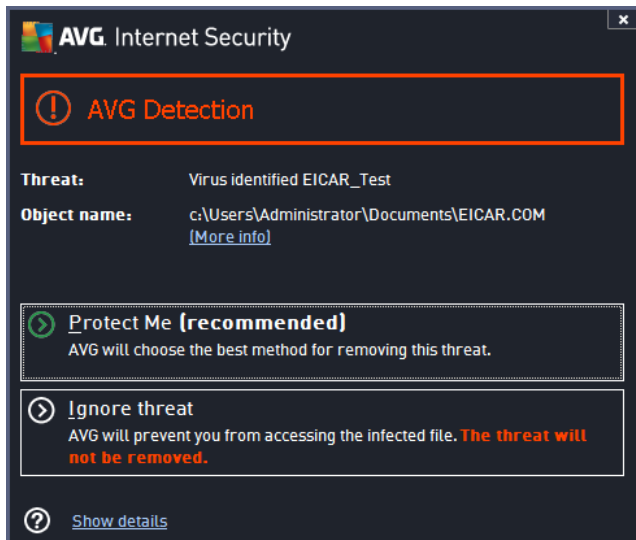 AVG. Internet Security
x
AVG Detection
Threat: Virus identified EICAR_Test
Object name: c:\Users\Administrator\Documents\EICAR.COM
(More info)
Protect Me (recommended)
AVG will choose the best method for removing this threat.
Ignore threat
AVG will prevent you from accessing the infected file. The threat will
not be removed.
Show details